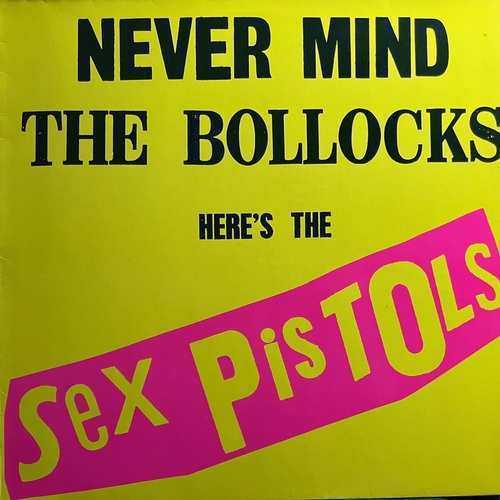 NEVER MIND
THE BOLLOCKS
HERE'S THE
Sex PisTOLs